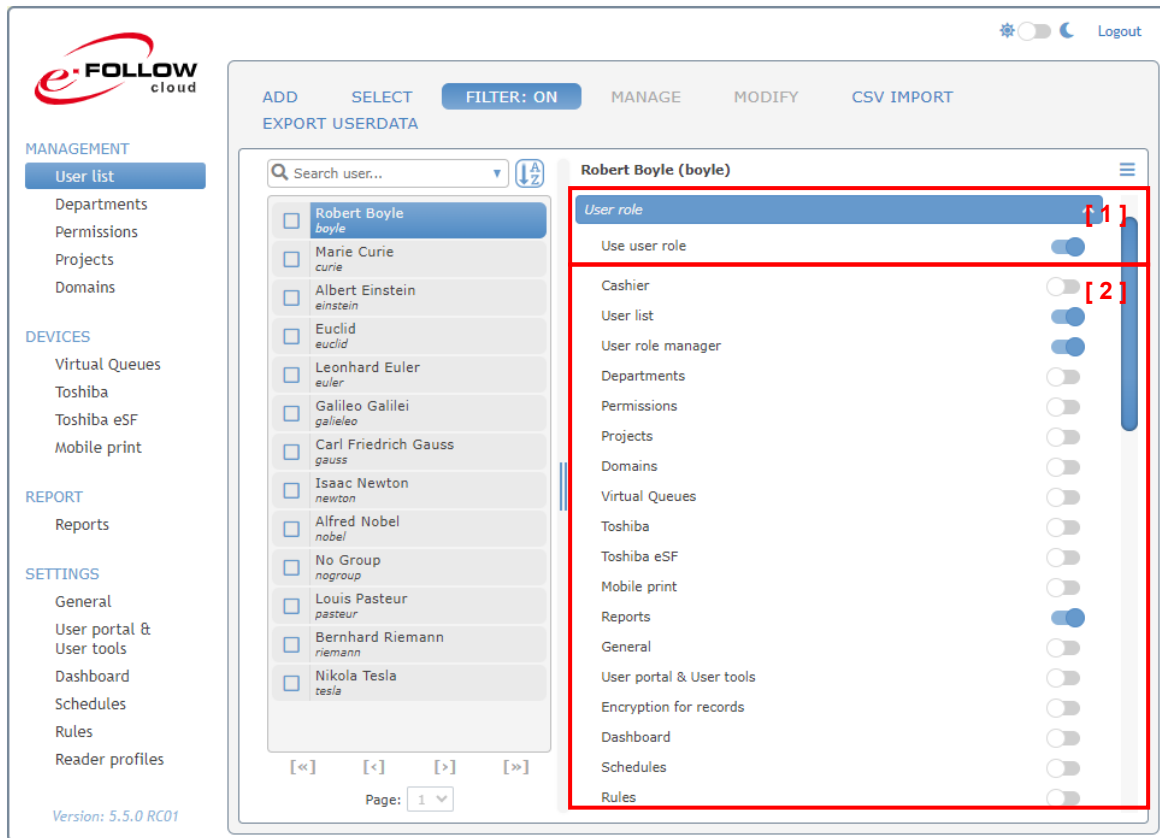 Logout
e-FOLLOW
cloud
ADD SELECT FILTER: ON MANAGE MODIFY CSV IMPORT
EXPORT USERDATA
MANAGEMENT
User list
Departments
Permissions
Projects
Domains
DEVICES
Virtual Queues
Toshiba
Toshiba eSF
Mobile print
REPORT
Reports
SETTINGS
General
User portal &
User tools
Dashboard
Schedules
Rules
Reader profiles
Version: 5.5.0 RC01
Search user...
A
Z
Robert Boyle
boyle
Marie Curie
curie
Albert Einstein
einstein
Euclid
euclid
Leonhard Euler
euler
Galileo Galilei
galieleo
Carl Friedrich Gauss
gauss
Isaac Newton
newton
Alfred Nobel
nobel
No Group
nogroup
Louis Pasteur
pasteur
Bernhard Riemann
riemann
Nikola Tesla
tesla
[«] [‹] [›] [»]
Page: 1
Robert Boyle (boyle)
User role [ 1 ]
Use user role
Cashier [ 2 ]
User list
User role manager
Departments
Permissions
Projects
Domains
Virtual Queues
Toshiba
Toshiba eSF
Mobile print
Reports
General
User portal & User tools
Encryption for records
Dashboard
Schedules
Rules